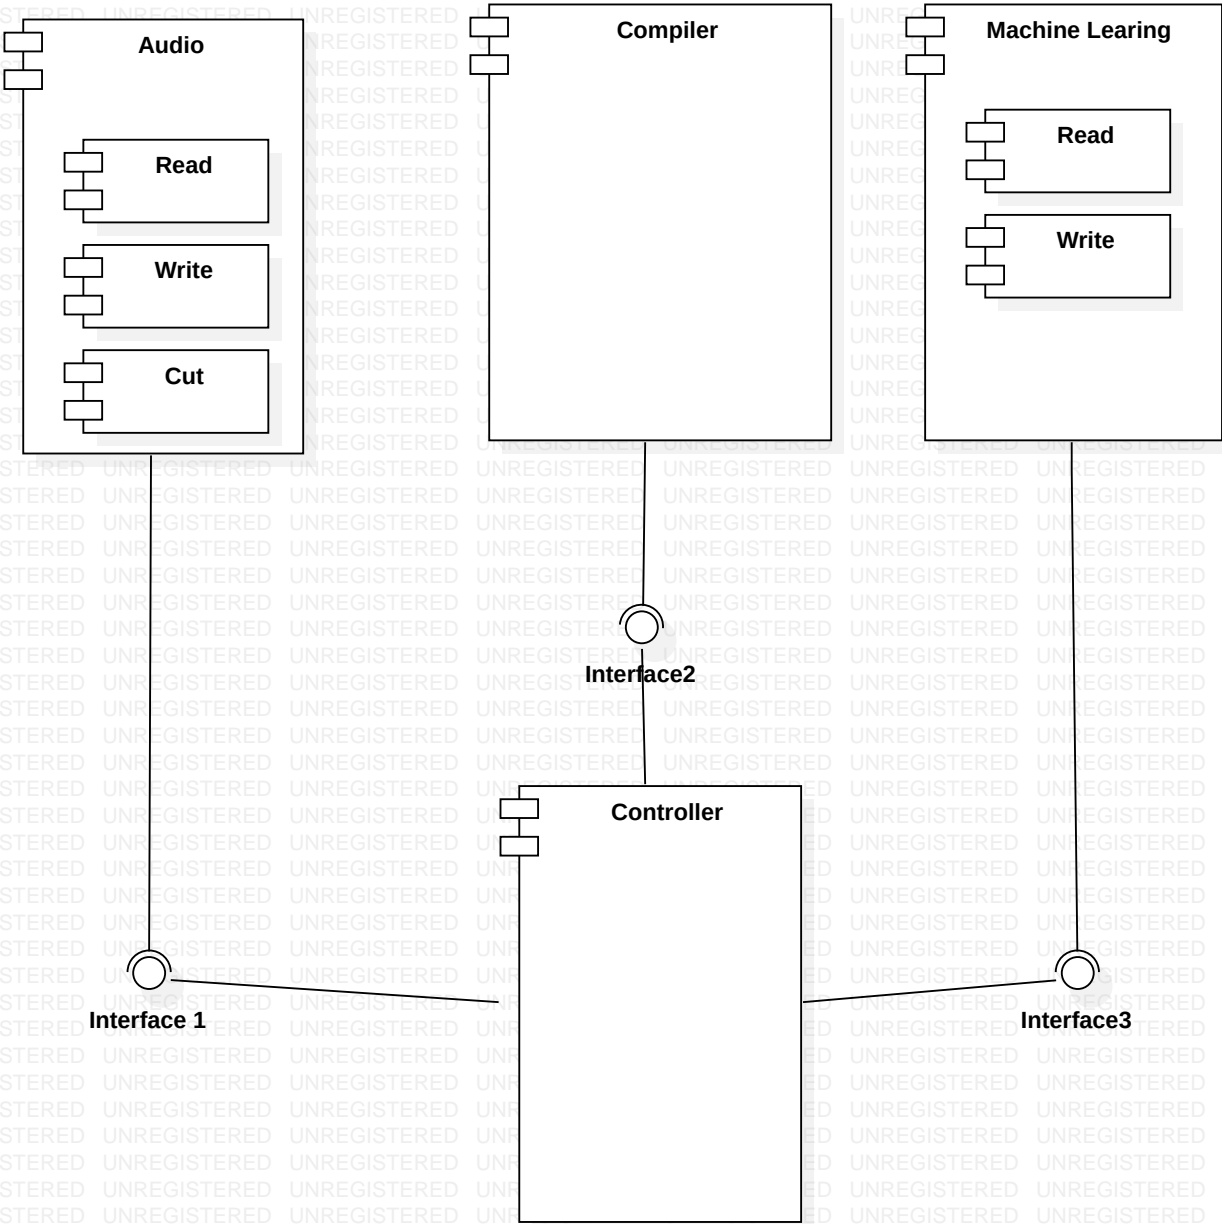 Audio
Compiler
Machine Learing
Read
Write
Cut
Read
Write
Interface2
Controller
Interface 1
Interface3
UNREGISTERED